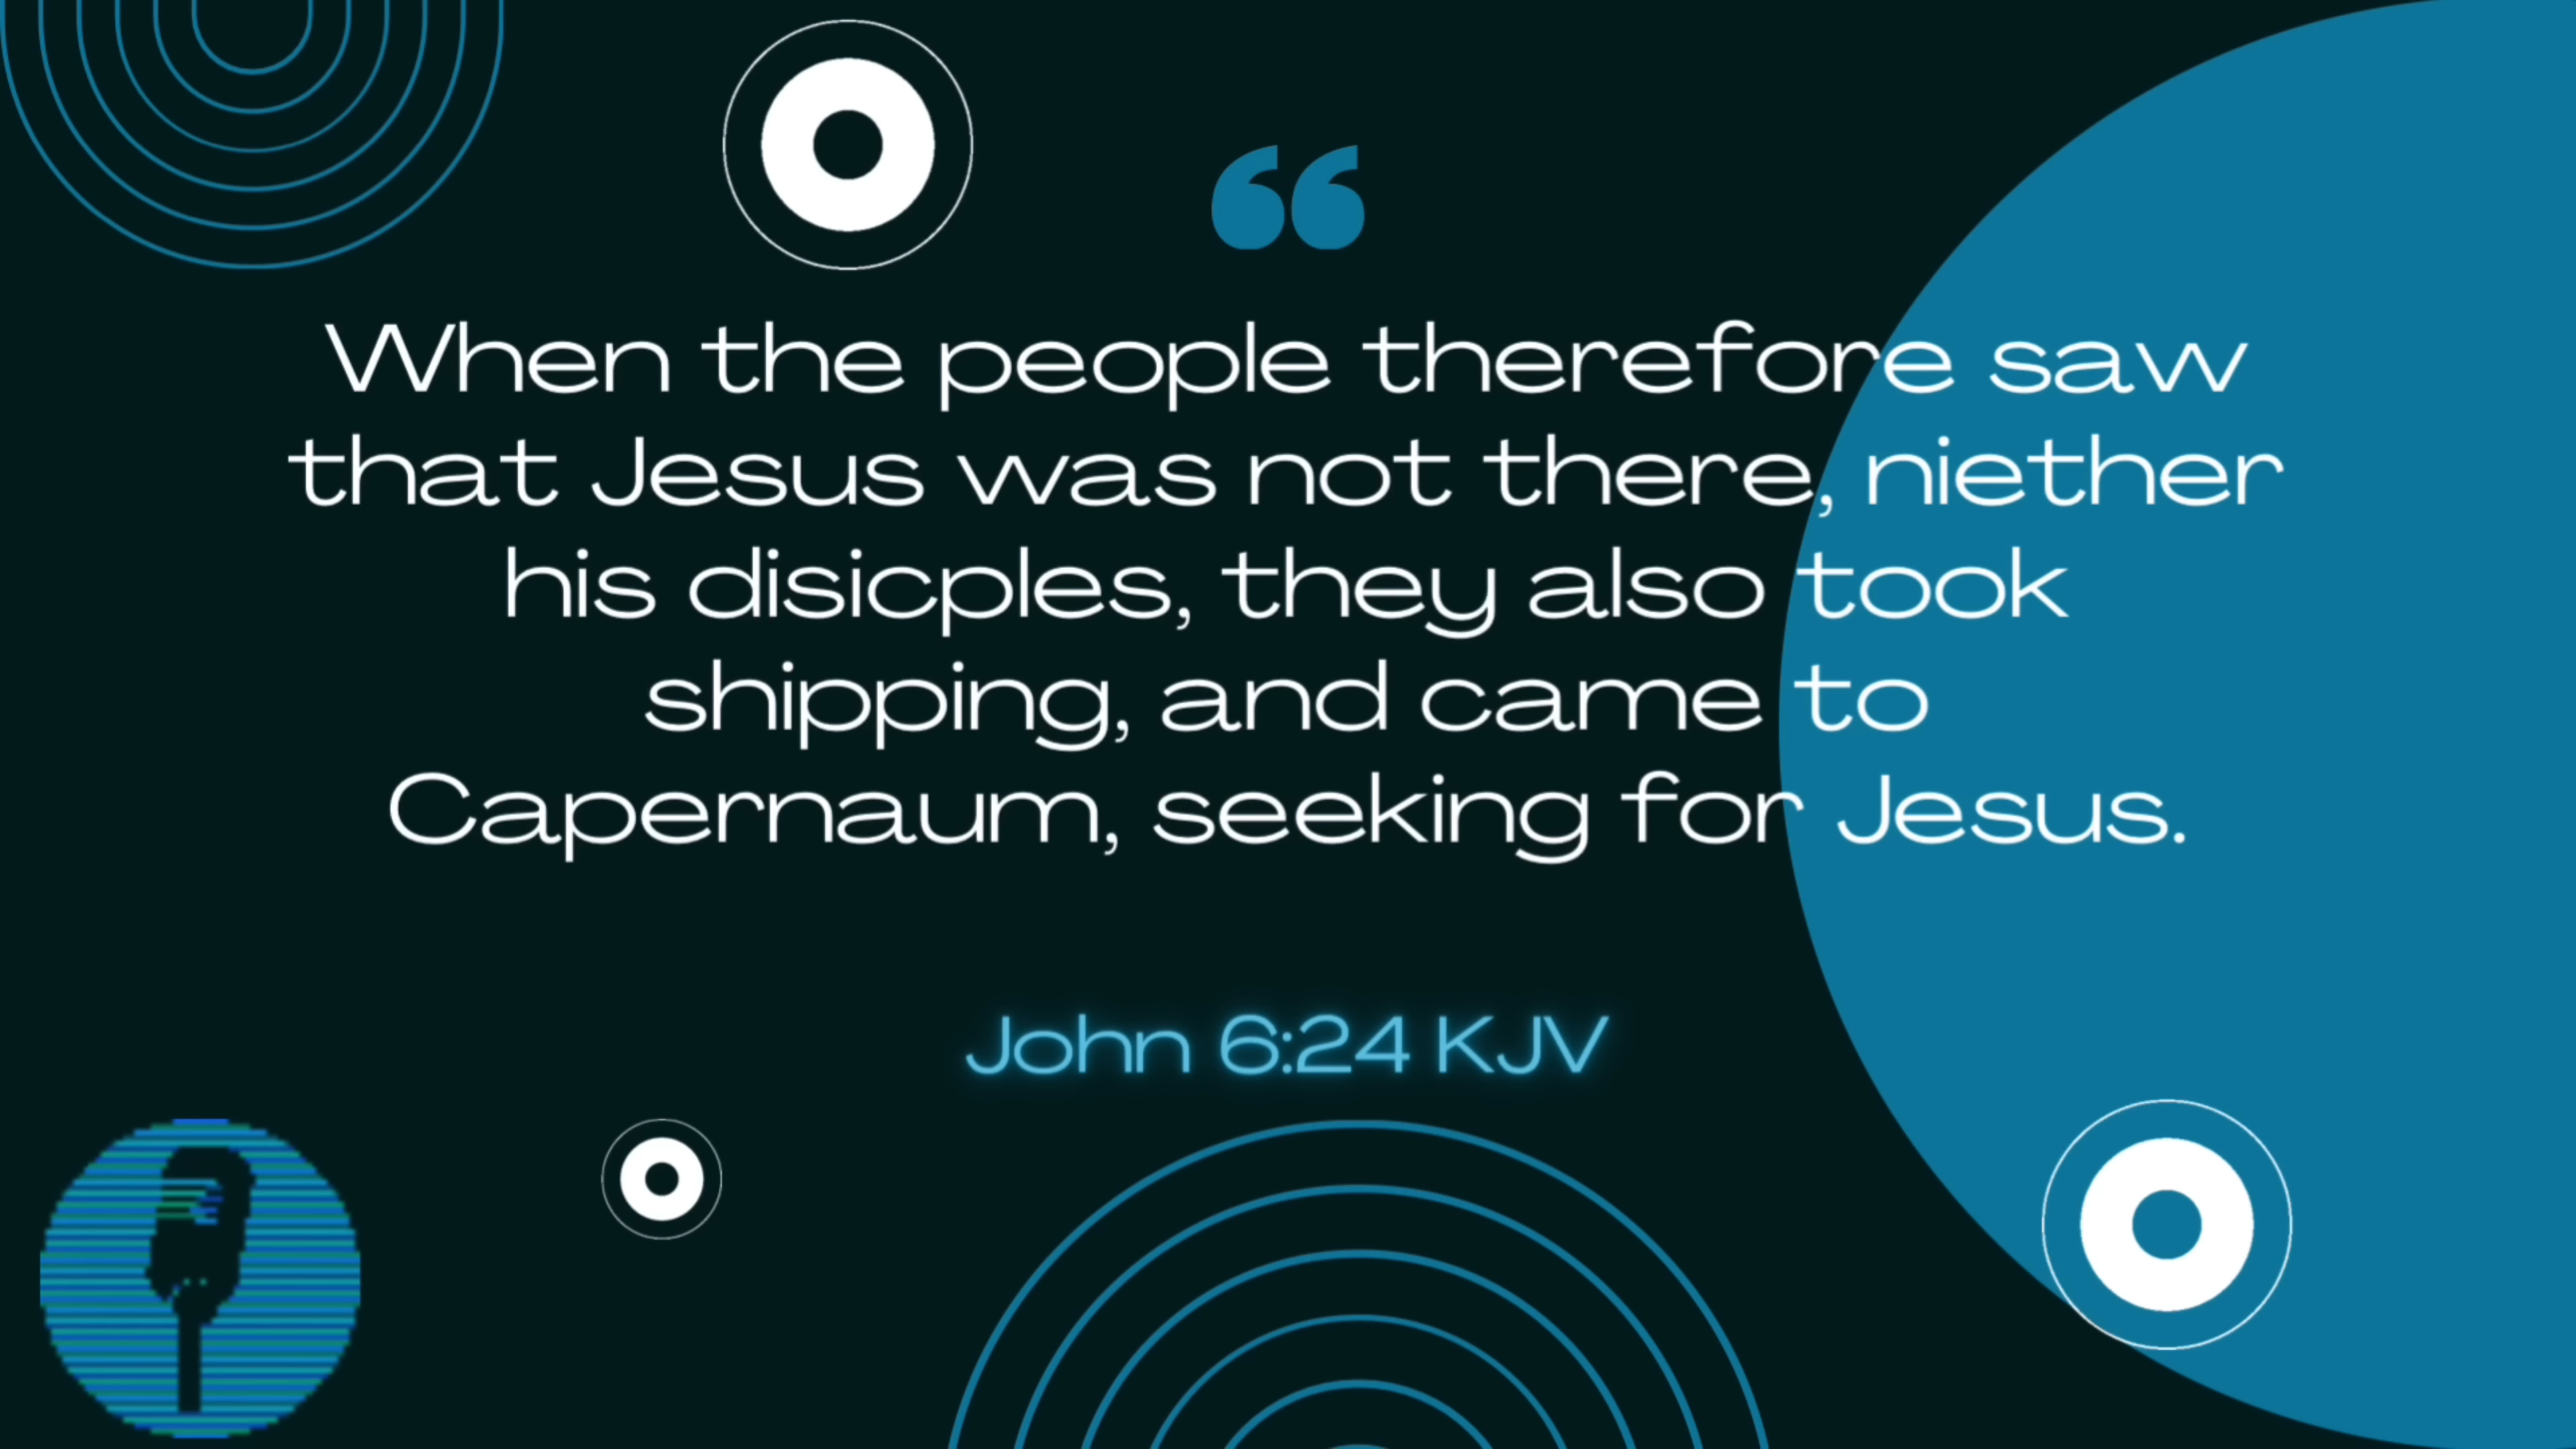 “
When the people therefore saw
that Jesus was not there, niether
his disicples, they also took
shipping, and came to
Capernaum, seeking for Jesus.
John 6:24 KJV